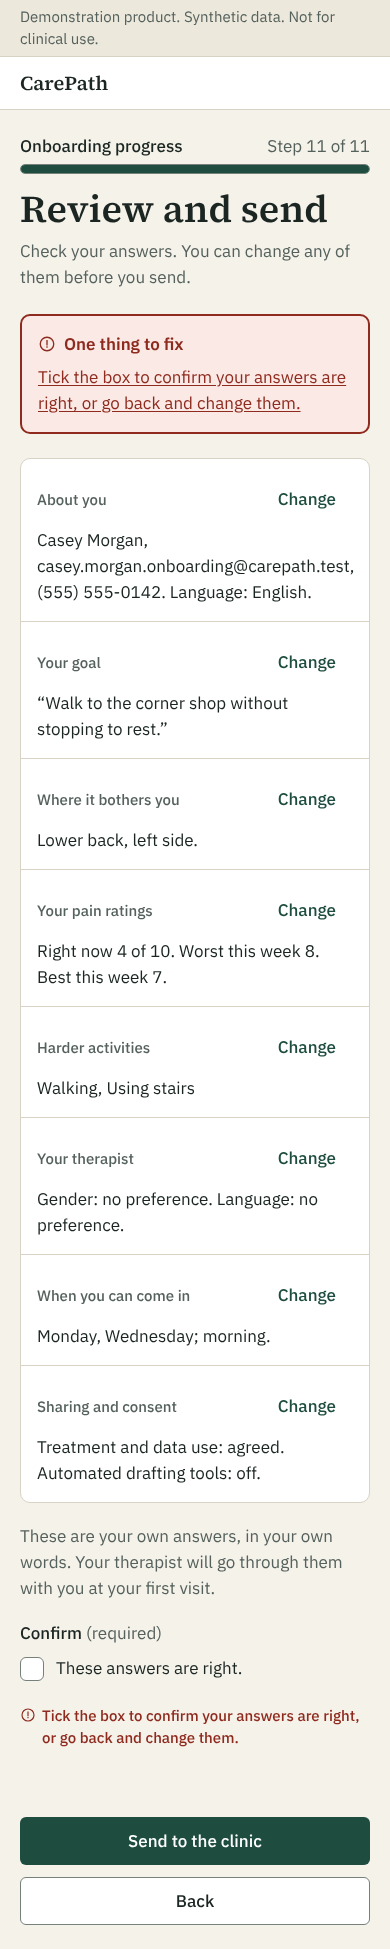 Demonstration product. Synthetic data. Not for
clinical use.
CarePath
Onboarding progress
Step 11 of 11
Review and send
Check your answers. You can change any of
them before you send.
One thing to fix
Tick the box to confirm your answers are
right, or go back and change them.
About you
Change
Casey Morgan,
casey.morgan.onboarding@carepath.test,
(555) 555-0142. Language: English.
Your goal
Change
“Walk to the corner shop without
stopping to rest.”
Where it bothers you
Change
Lower back, left side.
Your pain ratings
Change
Right now 4 of 10. Worst this week 8.
Best this week 7.
Harder activities
Change
Walking, Using stairs
Your therapist
Change
Gender: no preference. Language: no
preference.
When you can come in
Change
Monday, Wednesday; morning.
Sharing and consent
Change
Treatment and data use: agreed.
Automated drafting tools: off.
These are your own answers, in your own
words. Your therapist will go through them
with you at your first visit.
Confirm (required)
These answers are right.
Tick the box to confirm your answers are right,
or go back and change them.
Send to the clinic
Back